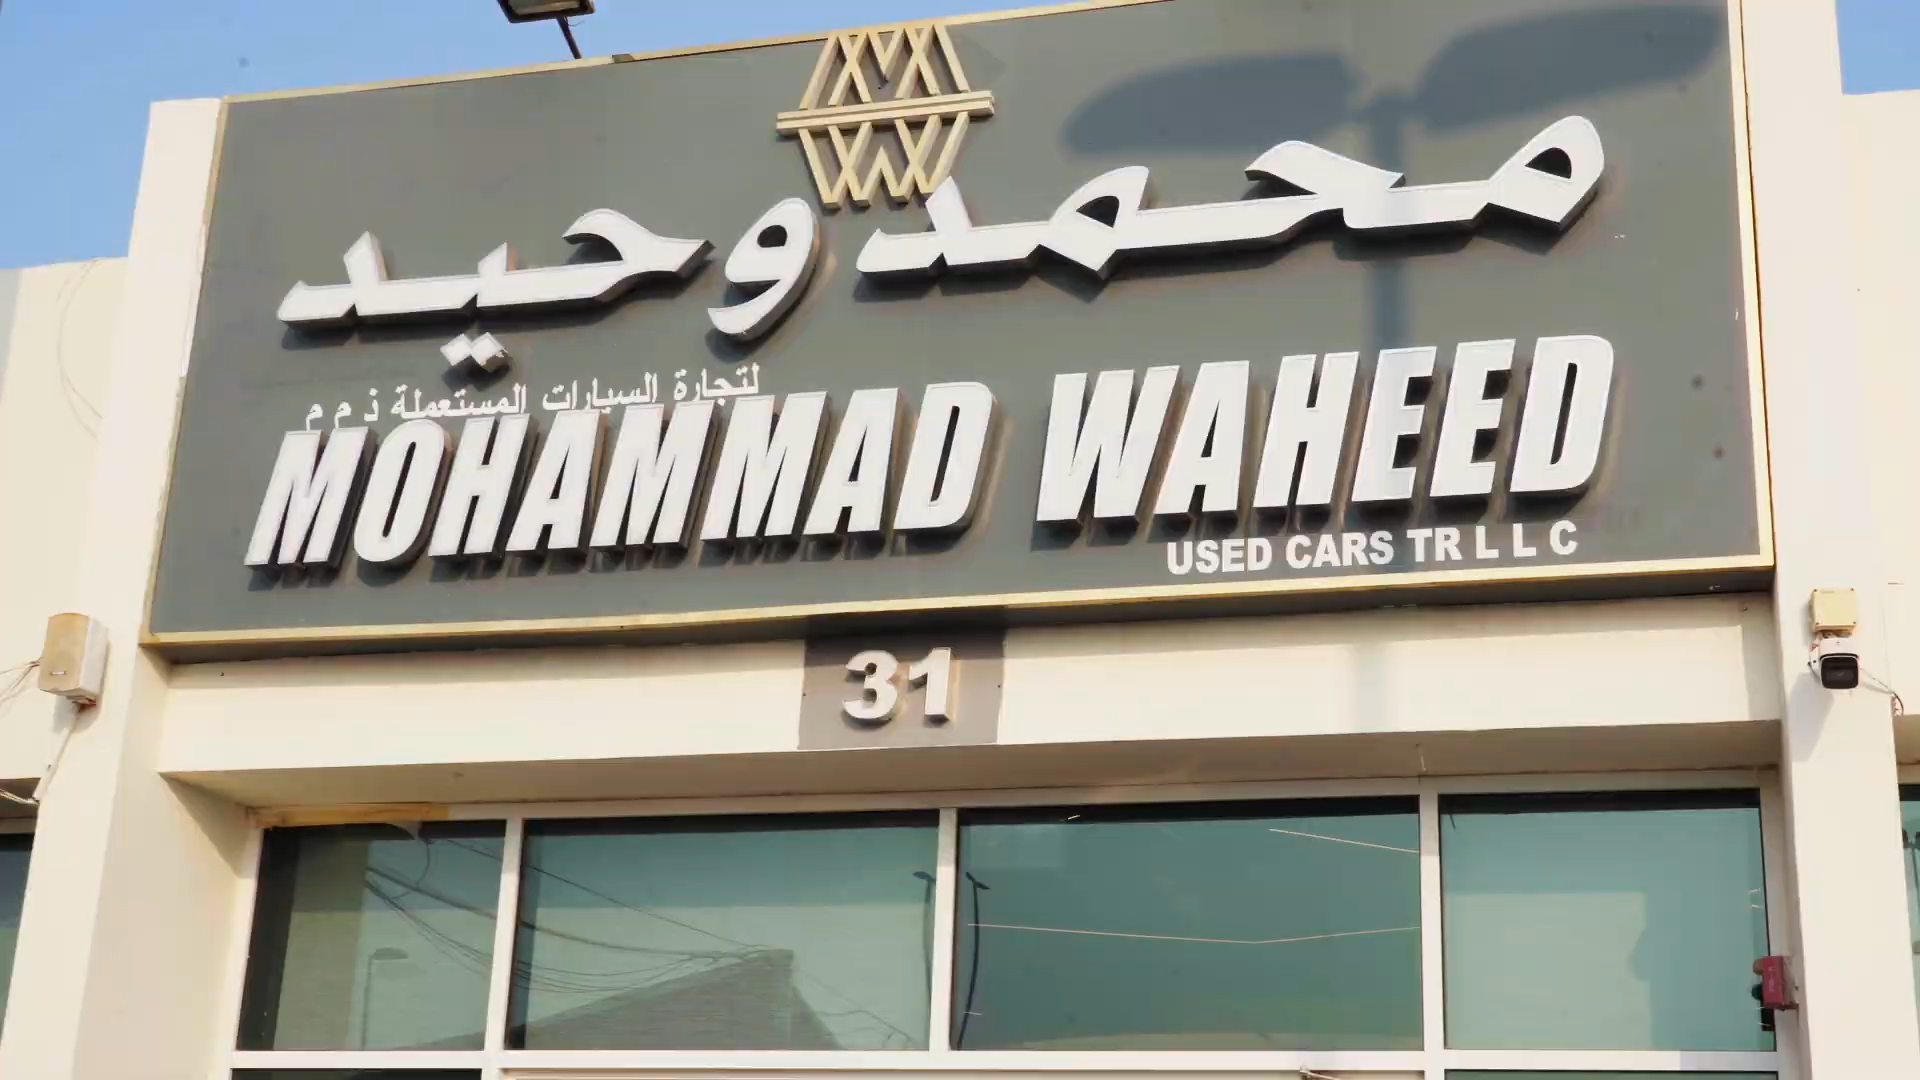 محمد وحيد
لتجارة السيارات المستعملة ذ م م
MOHAMMAD WAHEED
USED CARS TR L L C
31